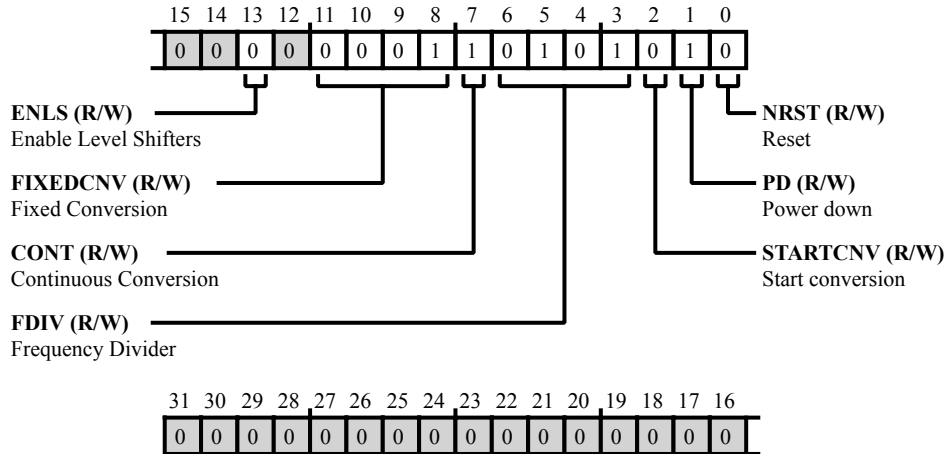 15 14 13 12 11 10 9 8 7 6 5 4 3 2 1 0
0 0 0 0 0 0 0 1 1 0 1 0 1 0 1 0
ENLS (R/W)
Enable Level Shifters
FIXEDCNV (R/W)
Fixed Conversion
CONT (R/W)
Continuous Conversion
FDIV (R/W)
Frequency Divider
NRST (R/W)
Reset
PD (R/W)
Power down
STARTCNV (R/W)
Start conversion
31 30 29 28 27 26 25 24 23 22 21 20 19 18 17 16
0 0 0 0 0 0 0 0 0 0 0 0 0 0 0 0